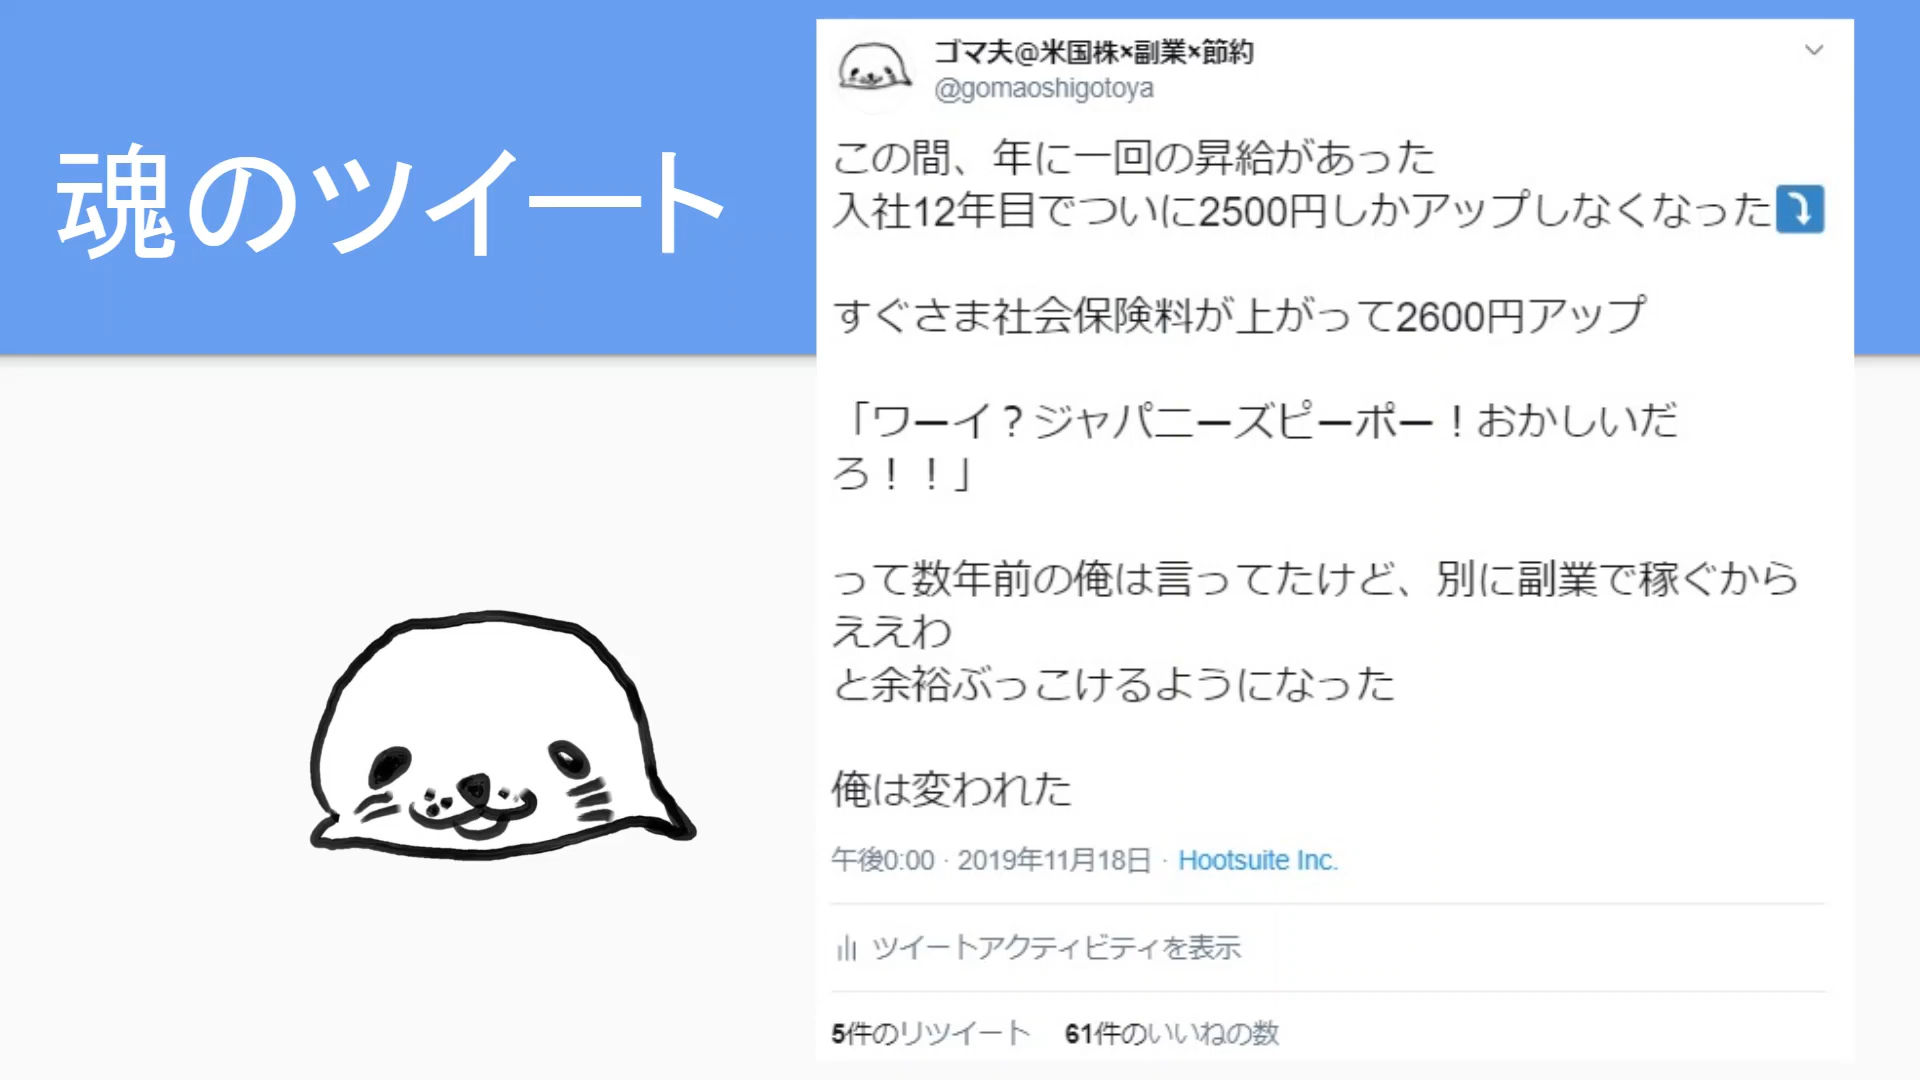 魂のツイート
ゴマ夫@米国株×副業×節約
@gomaoshigotoya
この間、年に一回の昇給があった
入社12年目でついに2500円しかアップしなくなった⤵
すぐさま社会保険料が上がって2600円アップ
「ワーイ？ジャパニーズピーポー！おかしいだ
ろ！！」
って数年前の俺は言ってたけど、別に副業で稼ぐから
ええわ
と余裕ぶっこけるようになった
俺は変われた
午後0:00 · 2019年11月18日 · Hootsuite Inc.
ツイートアクティビティを表示
5件のリツイート 61件のいいねの数